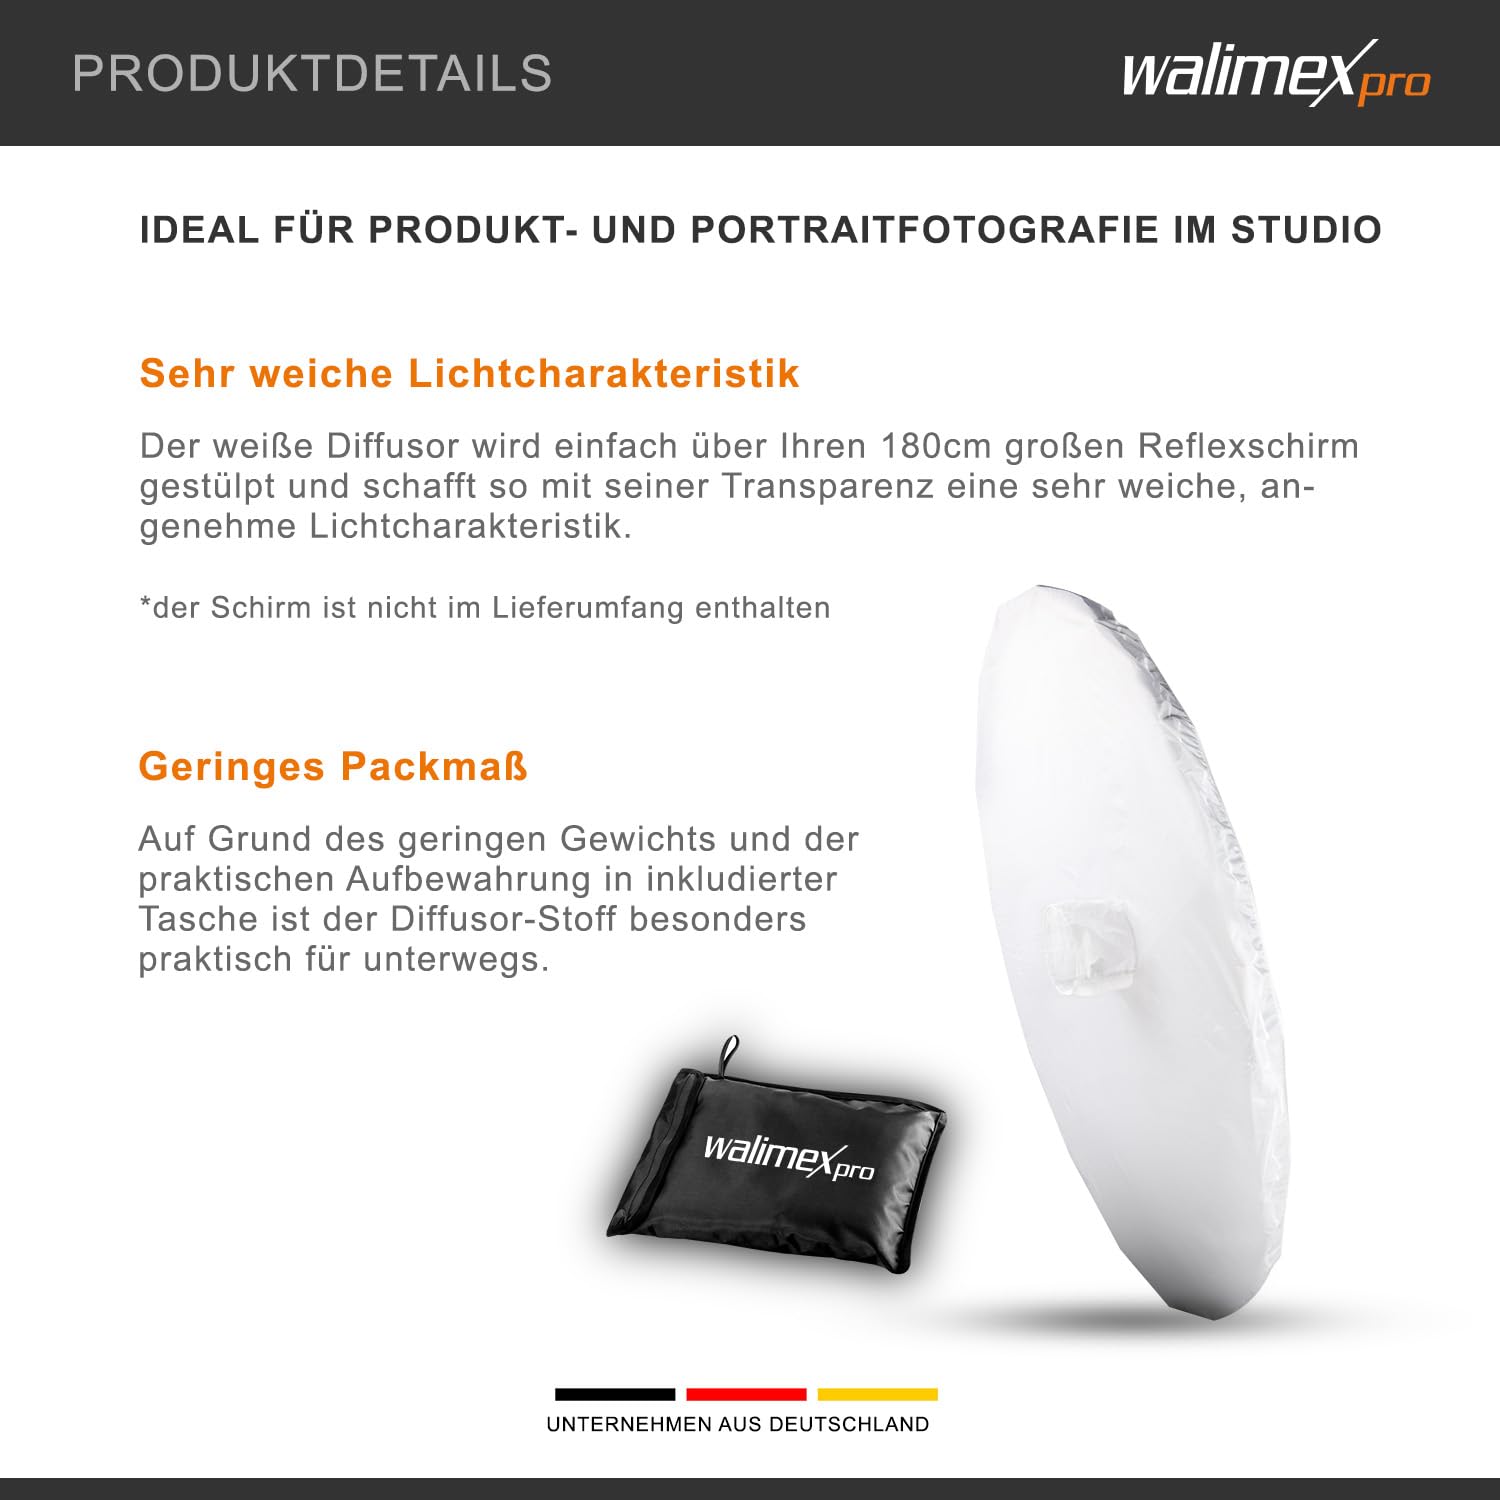 PRODUKTDETAILS
walimex pro
IDEAL FÜR PRODUKT- UND PORTRAITFOTOGRAFIE IM STUDIO
Sehr weiche Lichtcharakteristik
Der weiße Diffusor wird einfach über Ihren 180cm großen Reflexschirm
gestülpt und schafft so mit seiner Transparenz eine sehr weiche, an-
genehme Lichtcharakteristik.
*der Schirm ist nicht im Lieferumfang enthalten
Geringes Packmaß
Auf Grund des geringen Gewichts und der
praktischen Aufbewahrung in inkludierter
Tasche ist der Diffusor-Stoff besonders
praktisch für unterwegs.
walimex pro
UNTERNEHMEN AUS DEUTSCHLAND